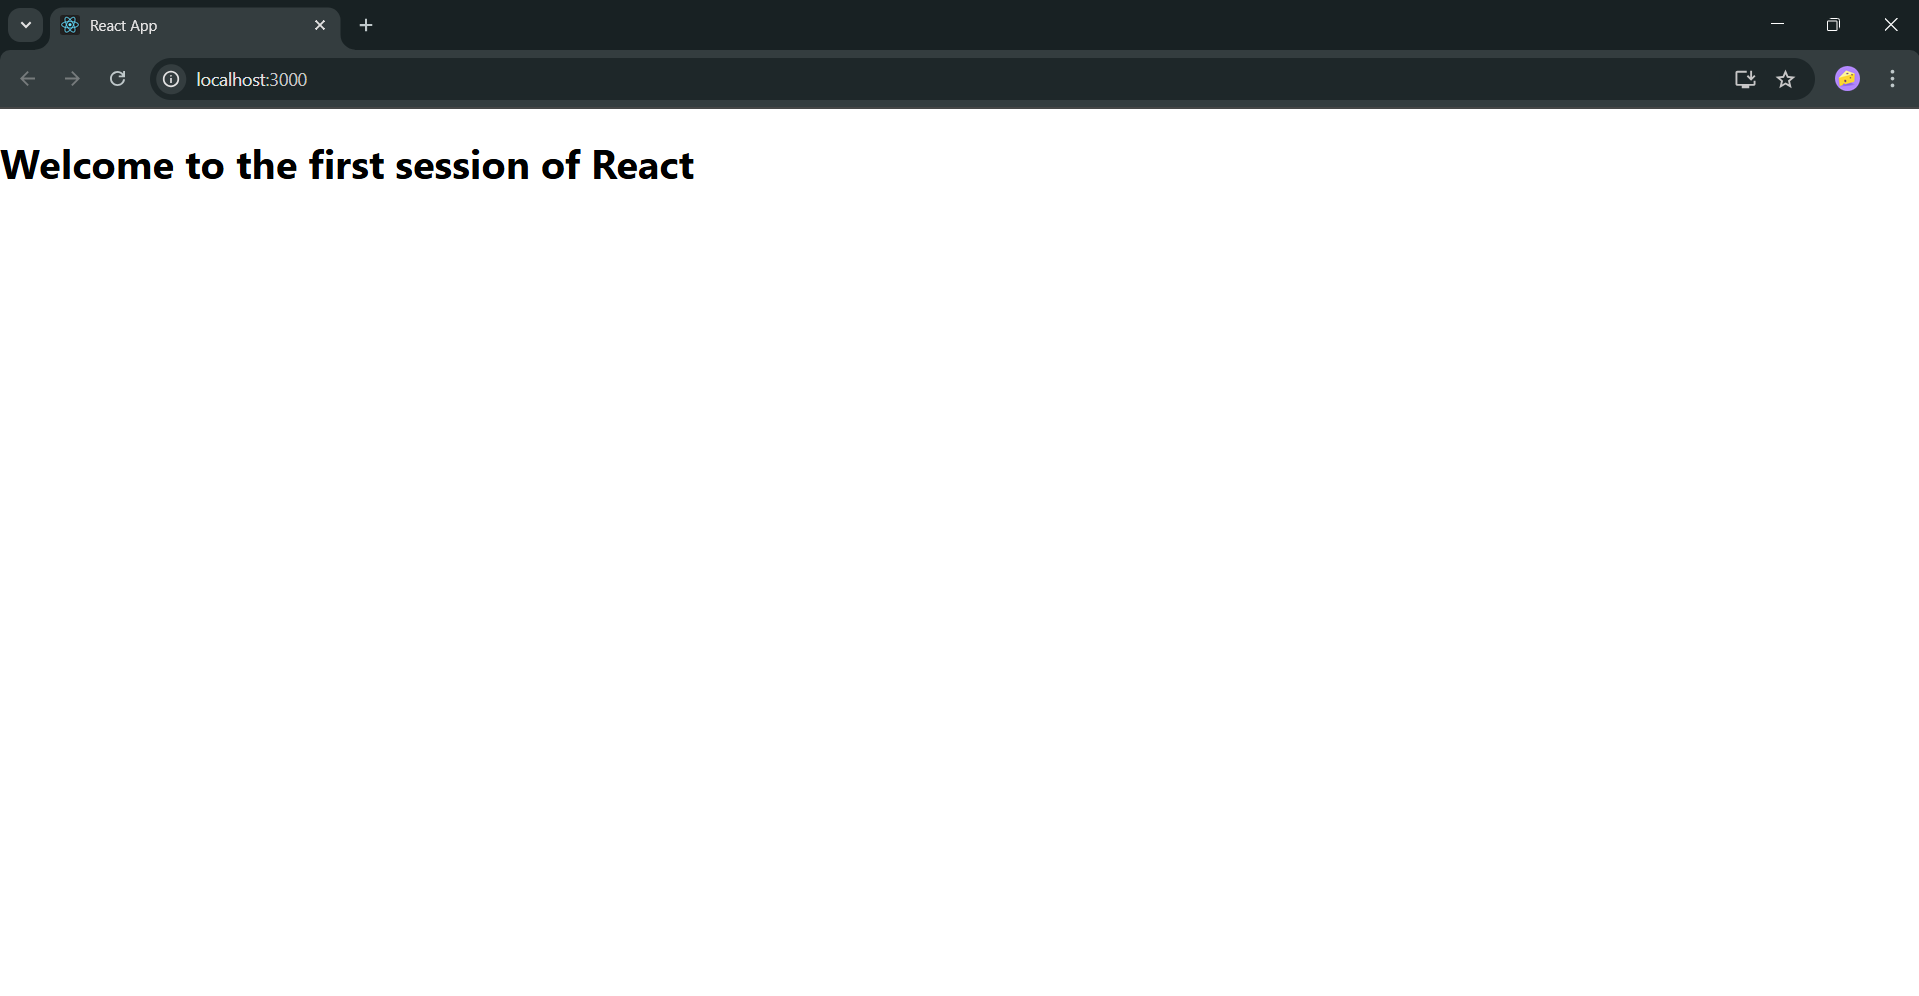 React App
localhost:3000
Welcome to the first session of React